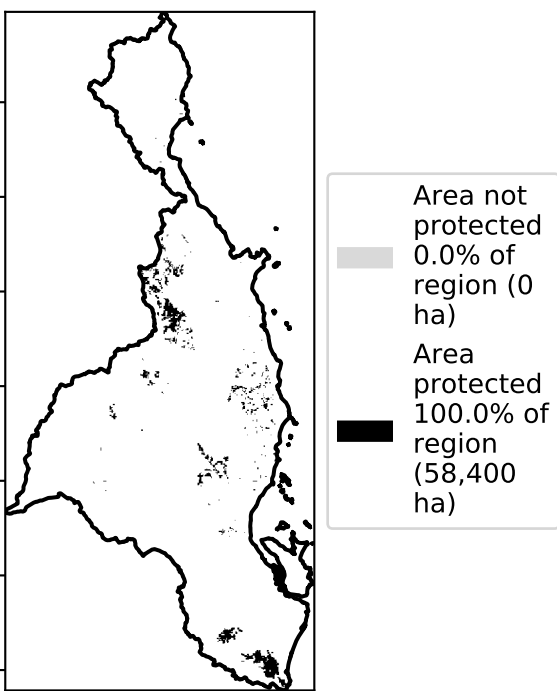 Area not
protected
0.0% of
region (0
ha)
Area
protected
100.0% of
region
(58,400
ha)